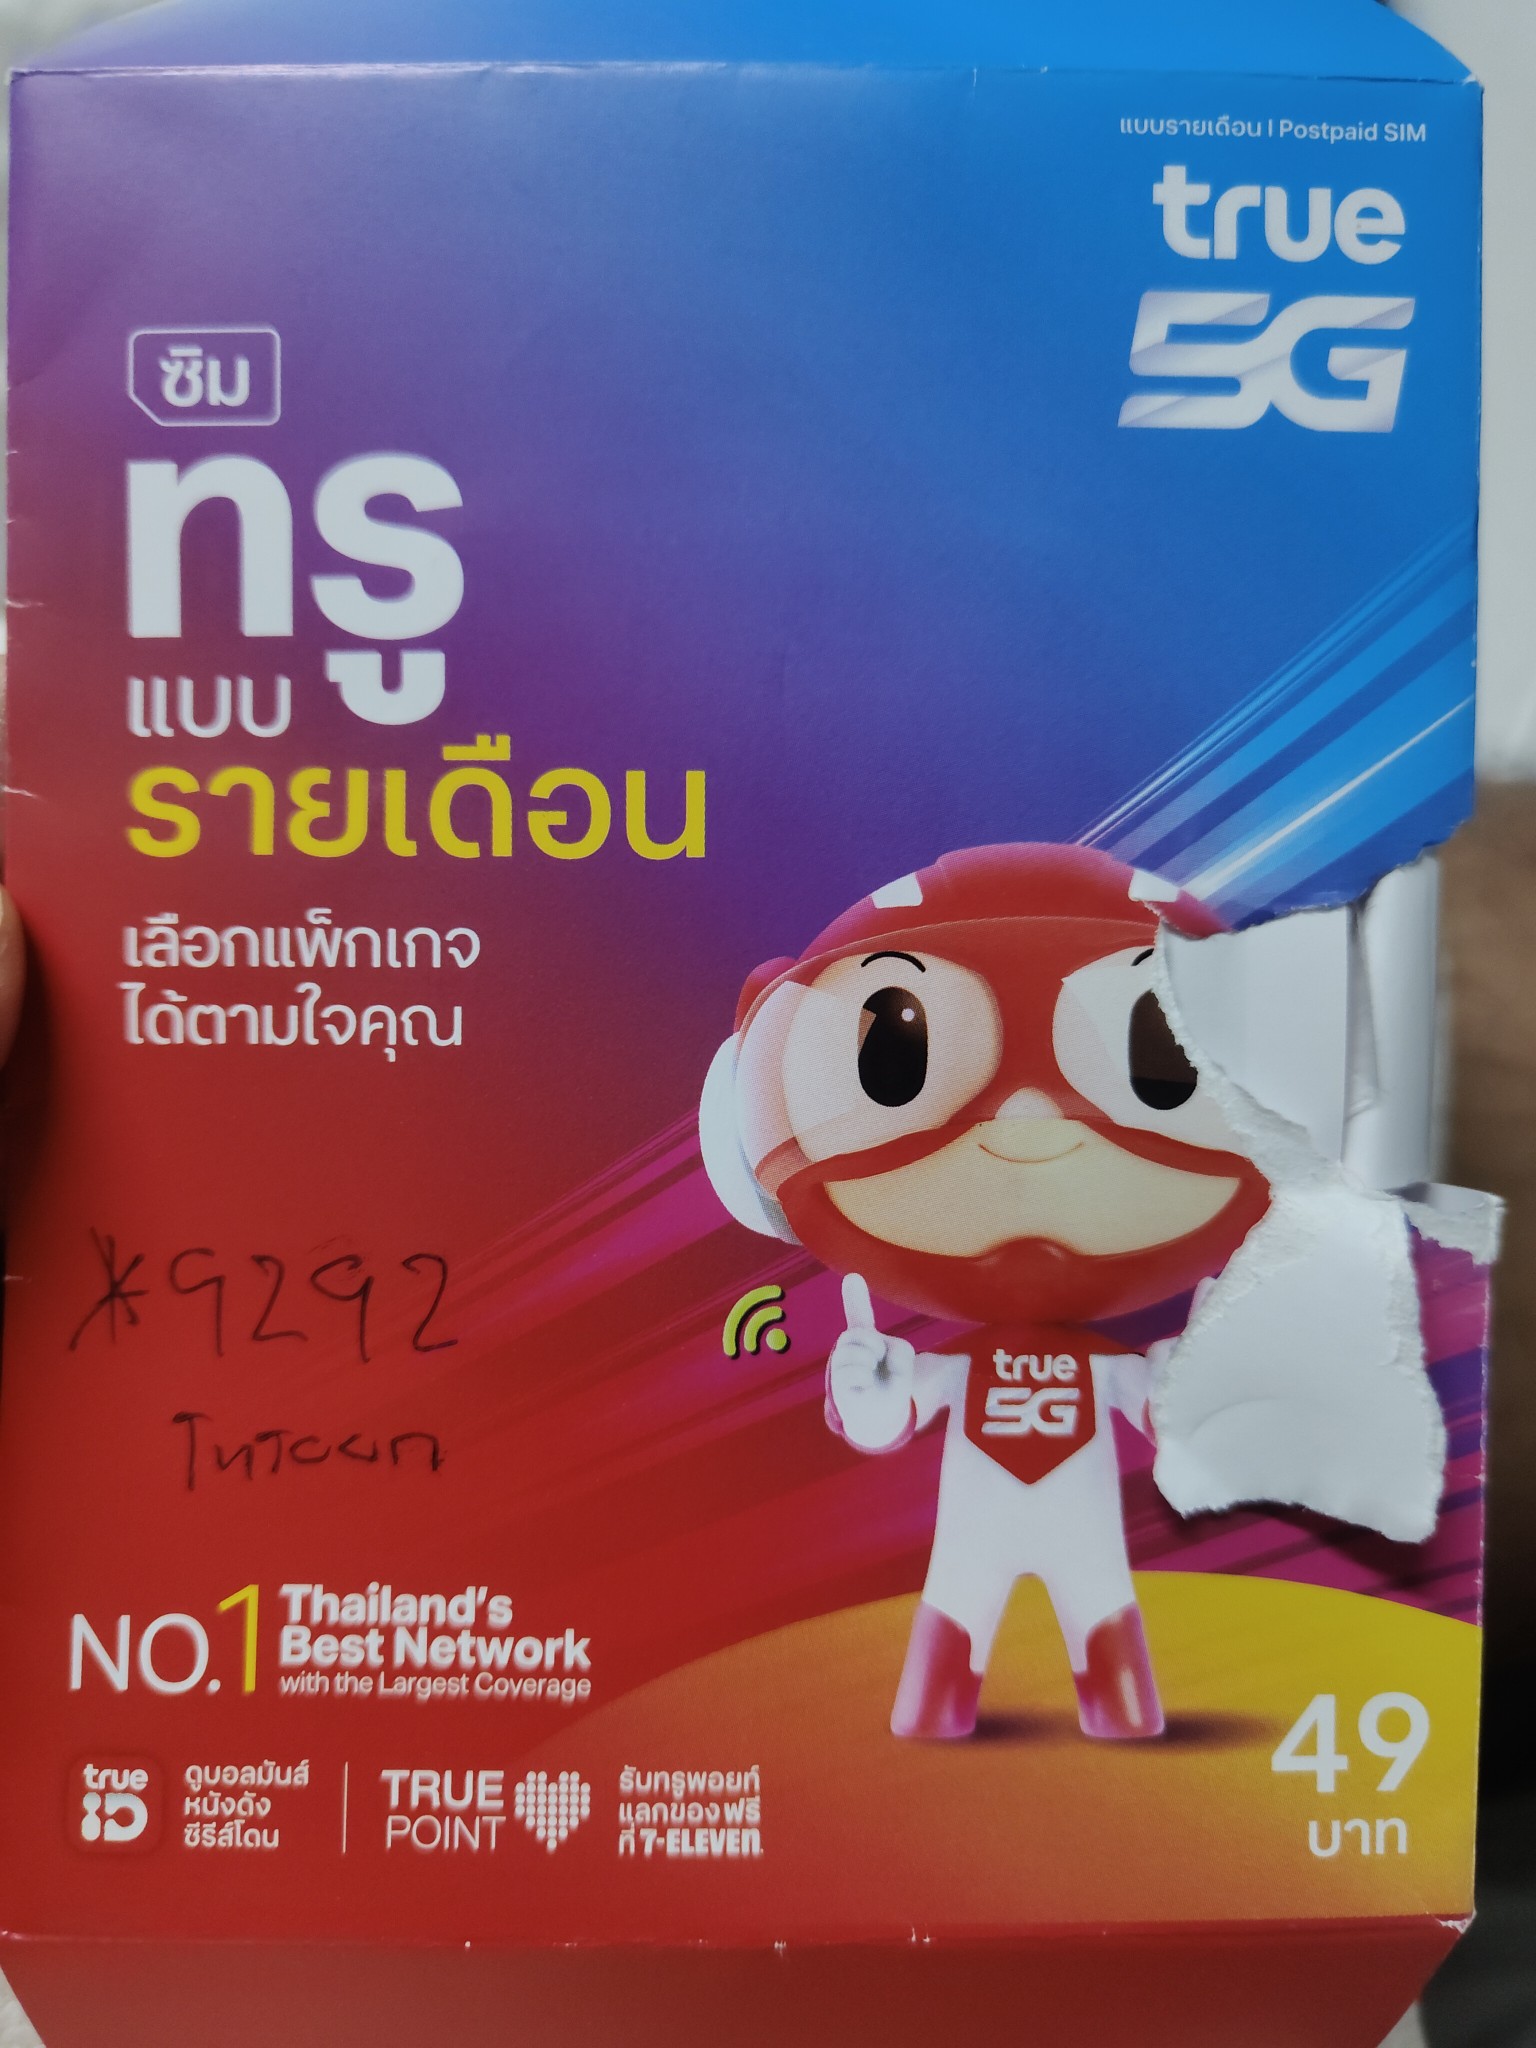 แบบรายเดือน | Postpaid SIM
true
5G
ซิม
ทรู
แบบ
รายเดือน
เลือกแพ็กเกจ
ได้ตามใจคุณ
*9292
true
5G
NO.1 Thailand's
Best Network
with the Largest Coverage
true
iD
ดูบอลมันส์
หนังดัง
ซีรีส์โดน
TRUE
POINT
รับทรูพอยท์
แลกของฟรี
ที่ 7-ELEVEn.
49
บาท